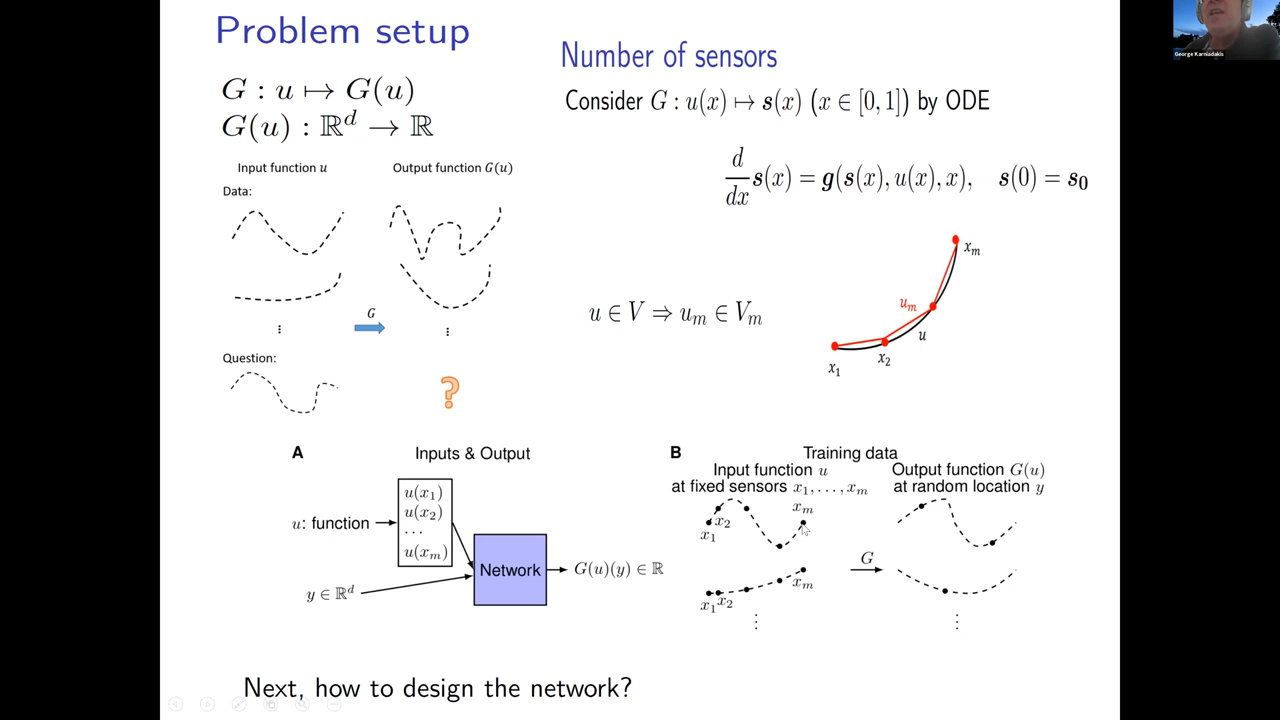 Problem setup
G : u ↦ G(u)
G(u) : ℝ^d → ℝ
Input function u
Output function G(u)
Data:
G
⋮
⋮
Question:
?
Number of sensors
Consider G : u(x) ↦ s(x) (x ∈ [0, 1]) by ODE
d/dx s(x) = g(s(x), u(x), x), s(0) = s₀
u ∈ V ⇒ u_m ∈ V_m
x_m
u_m
u
x₂
x₁
A
Inputs & Output
u: function
u(x₁)
u(x₂)
⋯
u(x_m)
y ∈ ℝ^d
Network
G(u)(y) ∈ ℝ
B
Training data
Input function u
at fixed sensors x₁, . . . , x_m
Output function G(u)
at random location y
x_m
x₂
x₁
G
x_m
x₁ x₂
⋮
⋮
Next, how to design the network?
George Karniadakis